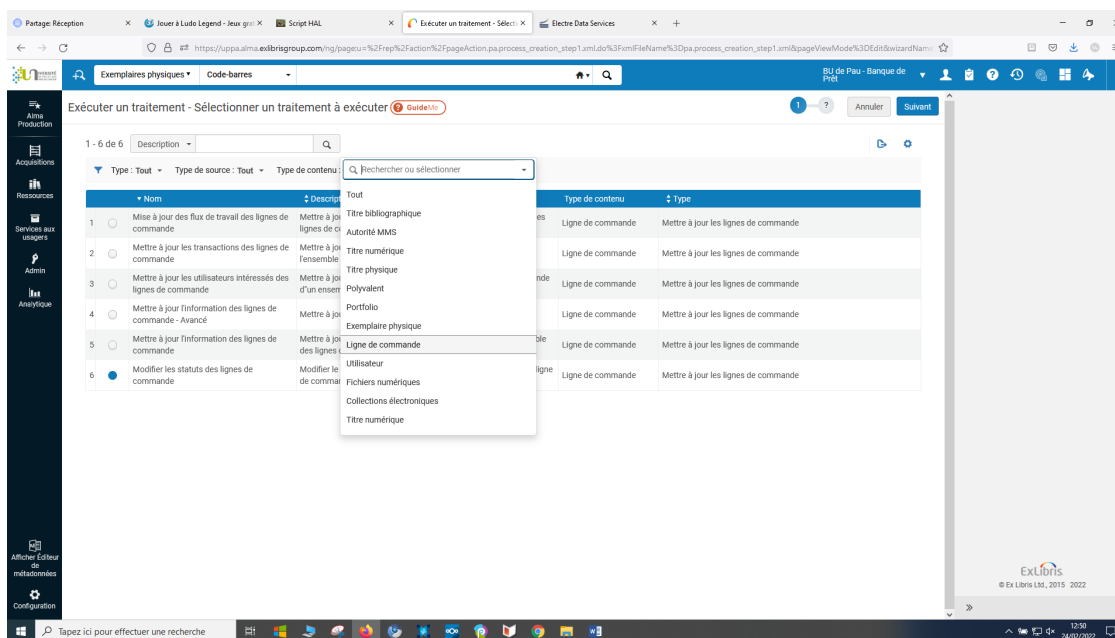 Partage: Réception
Jouer à Ludo Legend - Jeux grat
Script HAL
Exécuter un traitement - Sélecti
Electre Data Services
https://uppa.alma.exlibrisgroup.com/ng/page;u=%2Frep%2Faction%2FpageAction.pa.process_creation_step1.xml.do%3FxmlFileName%3Dpa.process_creation_step1.xml&pageViewMode%3DEdit&wizardName
Exemplaires physiques
Code-barres
BU de Pau - Banque de
Prêt
Alma
Production
Acquisitions
Ressources
Services aux
usagers
Admin
Analytique
Afficher Éditeur
de
métadonnées
Configuration
Exécuter un traitement - Sélectionner un traitement à exécuter
GuideMe
1
?
Annuler
Suivant
1 - 6 de 6
Description
Type : Tout
Type de source : Tout
Type de contenu :
Rechercher ou sélectionner
Tout
Titre bibliographique
Autorité MMS
Titre numérique
Titre physique
Polyvalent
Portfolio
Exemplaire physique
Ligne de commande
Utilisateur
Fichiers numériques
Collections électroniques
Titre numérique
Nom
Descript
Type de contenu
Type
1
Mise à jour des flux de travail des lignes de
commande
Mettre à jou
lignes de co
es
Ligne de commande
Mettre à jour les lignes de commande
2
Mettre à jour les transactions des lignes de
commande
Mettre à jou
l'ensemble
Ligne de commande
Mettre à jour les lignes de commande
3
Mettre à jour les utilisateurs intéressés des
lignes de commande
Mettre à jou
d'un ensem
nde
Ligne de commande
Mettre à jour les lignes de commande
4
Mettre à jour l'information des lignes de
commande - Avancé
Mettre à jou
Ligne de commande
Mettre à jour les lignes de commande
5
Mettre à jour l'information des lignes de
commande
Mettre à jou
des lignes
ble
Ligne de commande
Mettre à jour les lignes de commande
6
Modifier les statuts des lignes de
commande
Modifier le
de comma
ligne
Ligne de commande
Mettre à jour les lignes de commande
ExLibris
© Ex Libris Ltd., 2015 2022
Tapez ici pour effectuer une recherche
12:50
24/02/2022